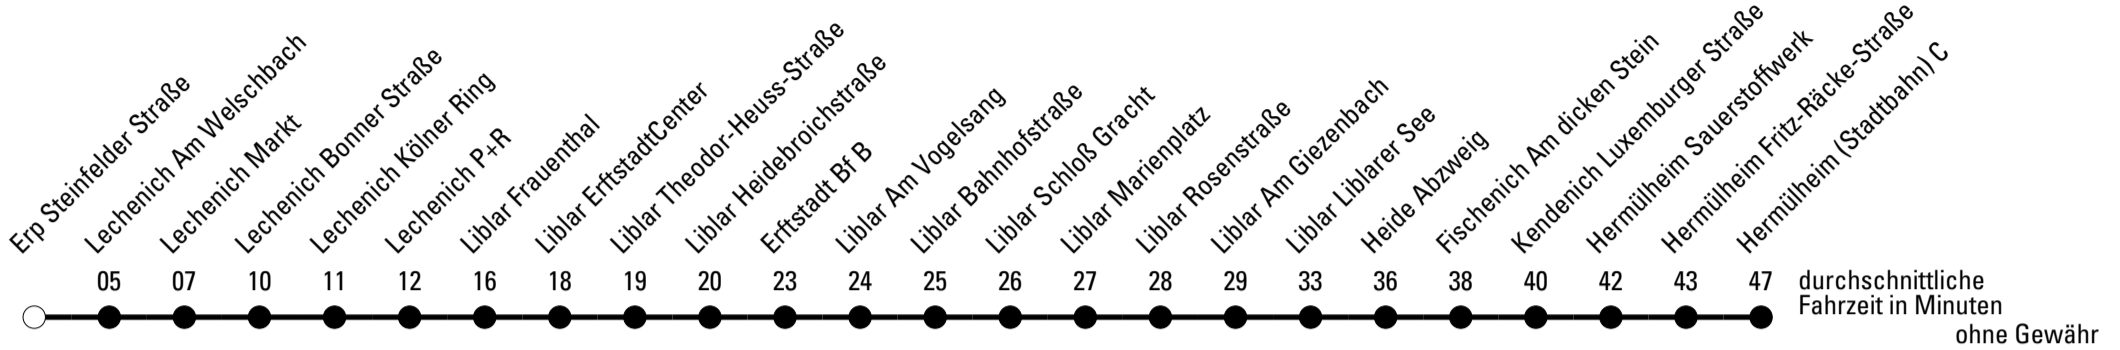 Erp Steinfelder Straße
Lechenich Am Welschbach
Lechenich Markt
Lechenich Bonner Straße
Lechenich Kölner Ring
Lechenich P+R
Liblar Frauenthal
Liblar ErftstadtCenter
Liblar Theodor-Heuss-Straße
Liblar Heidebroichstraße
Erftstadt Bf B
Liblar Am Vogelsang
Liblar Bahnhofstraße
Liblar Schloß Gracht
Liblar Marienplatz
Liblar Rosenstraße
Liblar Am Giezenbach
Liblar Liblarer See
Heide Abzweig
Fischenich Am dicken Stein
Kendenich Luxemburger Straße
Hermülheim Sauerstoffwerk
Hermülheim Fritz-Räcke-Straße
Hermülheim (Stadtbahn) C
05 07 10 11 12 16 18 19 20 23 24 25 26 27 28 29 33 36 38 40 42 43 47
durchschnittliche
Fahrzeit in Minuten
ohne Gewähr